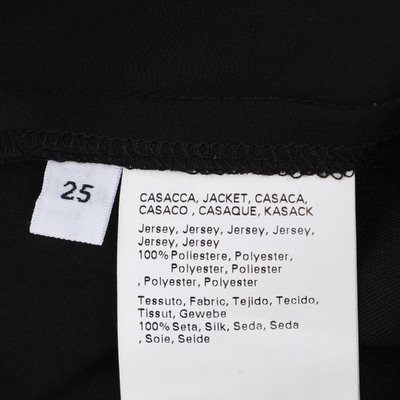 25
CASACCA, JACKET, CASACA,
CASACO , CASAQUE, KASACK
Jersey, Jersey, Jersey, Jersey,
Jersey, Jersey
100% Poliestere, Polyester,
Polyester, Poliester
, Polyester, Polyester
Tessuto, Fabric, Tejido, Tecido,
Tissut, Gewebe
100% Seta, Silk, Seda, Seda
, Soie, Seide